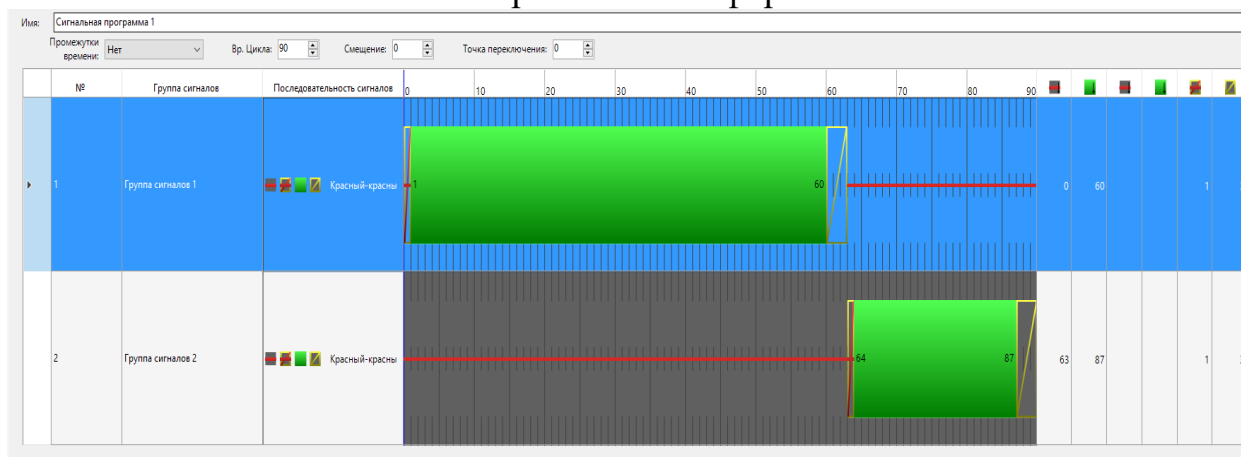 Имя: Сигнальная программа 1
Промежутки времени: Нет Вр. Цикла: 90 Смещение: 0 Точка переключения: 0
№ Группа сигналов Последовательность сигналов 0 10 20 30 40 50 60 70 80 90
1 Группа сигналов 1 Красный-красны 1 60 0 60 1
2 Группа сигналов 2 Красный-красны 64 87 63 87 1